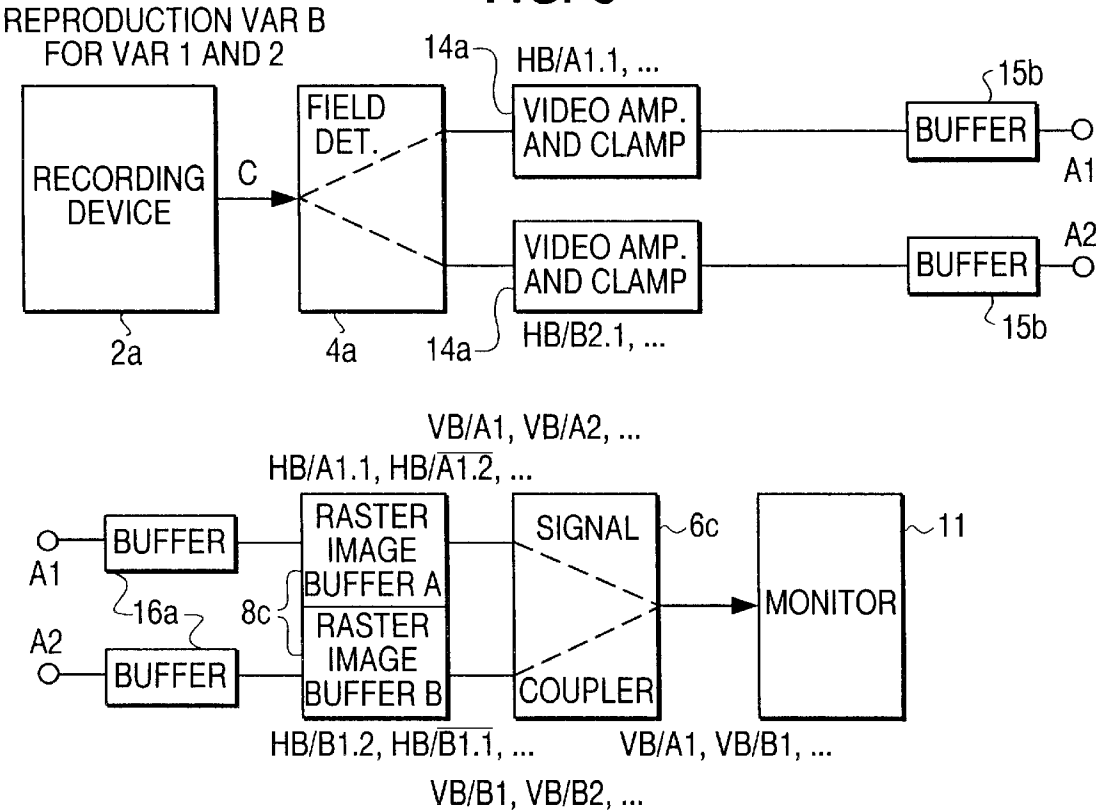 REPRODUCTION VAR B
FOR VAR 1 AND 2
14a
HB/A1.1, ...
15b
FIELD
DET.
VIDEO AMP.
AND CLAMP
BUFFER
A1
RECORDING
DEVICE
C
A2
VIDEO AMP.
AND CLAMP
BUFFER
2a
4a
14a
HB/B2.1, ...
15b
VB/A1, VB/A2, ...
HB/A1.1, HB/A̅1̅.̅2̅, ...
BUFFER
A1
RASTER
IMAGE
BUFFER A
SIGNAL
6c
11
16a
8c
MONITOR
A2
BUFFER
RASTER
IMAGE
BUFFER B
COUPLER
HB/B1.2, HB/B̅1̅.̅1̅, ...
VB/A1, VB/B1, ...
VB/B1, VB/B2, ...